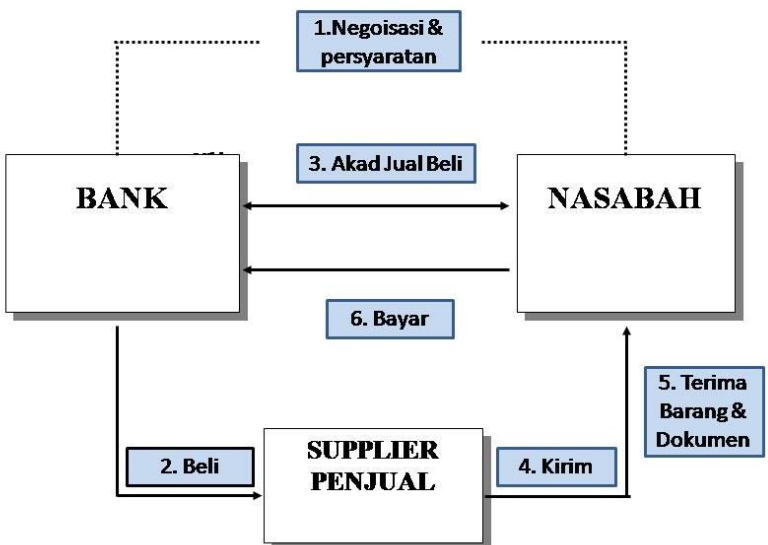 1.Negoisasi &
persyaratan
3. Akad Jual Beli
BANK
NASABAH
6. Bayar
5. Terima
Barang &
Dokumen
SUPPLIER
PENJUAL
2. Beli
4. Kirim